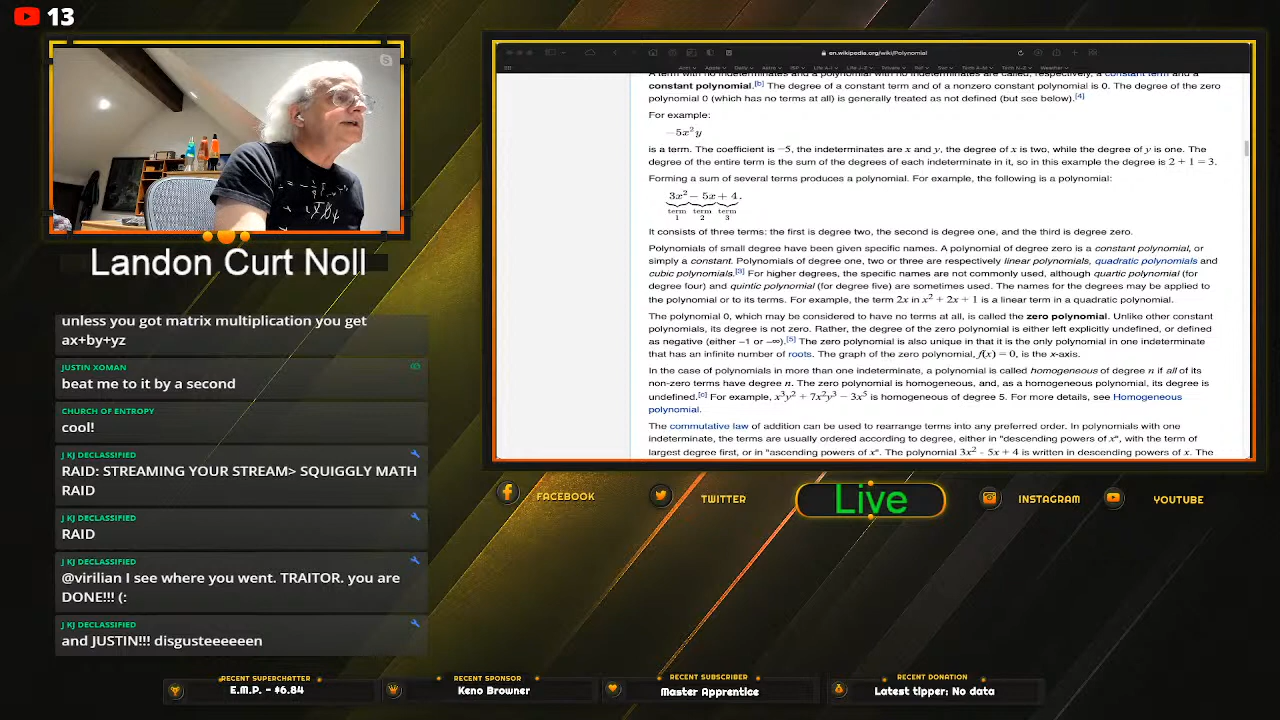 13
Landon Curt Noll
unless you got matrix multiplication you get
ax+by+yz
JUSTIN XOMAN
beat me to it by a second
CHURCH OF ENTROPY
cool!
J KJ DECLASSIFIED
RAID: STREAMING YOUR STREAM> SQUIGGLY MATH
RAID
J KJ DECLASSIFIED
RAID
J KJ DECLASSIFIED
@virilian I see where you went. TRAITOR. you are
DONE!!! (:
J KJ DECLASSIFIED
and JUSTIN!!! disgusteeeeeen
en.wikipedia.org/wiki/Polynomial
A term with no indeterminates and a polynomial with no indeterminates are called, respectively, a constant term and a
constant polynomial.[b] The degree of a constant term and of a nonzero constant polynomial is 0. The degree of the zero
polynomial 0 (which has no terms at all) is generally treated as not defined (but see below).[4]
For example:
−5x²y
is a term. The coefficient is −5, the indeterminates are x and y, the degree of x is two, while the degree of y is one. The
degree of the entire term is the sum of the degrees of each indeterminate in it, so in this example the degree is 2 + 1 = 3.
Forming a sum of several terms produces a polynomial. For example, the following is a polynomial:
3x² − 5x + 4.
term term term
1 2 3
It consists of three terms: the first is degree two, the second is degree one, and the third is degree zero.
Polynomials of small degree have been given specific names. A polynomial of degree zero is a constant polynomial, or
simply a constant. Polynomials of degree one, two or three are respectively linear polynomials, quadratic polynomials and
cubic polynomials.[3] For higher degrees, the specific names are not commonly used, although quartic polynomial (for
degree four) and quintic polynomial (for degree five) are sometimes used. The names for the degrees may be applied to
the polynomial or to its terms. For example, the term 2x in x² + 2x + 1 is a linear term in a quadratic polynomial.
The polynomial 0, which may be considered to have no terms at all, is called the zero polynomial. Unlike other constant
polynomials, its degree is not zero. Rather, the degree of the zero polynomial is either left explicitly undefined, or defined
as negative (either −1 or −∞).[5] The zero polynomial is also unique in that it is the only polynomial in one indeterminate
that has an infinite number of roots. The graph of the zero polynomial, f(x) = 0, is the x-axis.
In the case of polynomials in more than one indeterminate, a polynomial is called homogeneous of degree n if all of its
non-zero terms have degree n. The zero polynomial is homogeneous, and, as a homogeneous polynomial, its degree is
undefined.[c] For example, x³y² + 7x²y³ − 3x⁵ is homogeneous of degree 5. For more details, see Homogeneous
polynomial.
The commutative law of addition can be used to rearrange terms into any preferred order. In polynomials with one
indeterminate, the terms are usually ordered according to degree, either in "descending powers of x", with the term of
largest degree first, or in "ascending powers of x". The polynomial 3x² - 5x + 4 is written in descending powers of x. The
FACEBOOK
TWITTER
Live
INSTAGRAM
YOUTUBE
RECENT SUPERCHATTER
E.M.P. - $6.84
RECENT SPONSOR
Keno Browner
RECENT SUBSCRIBER
Master Apprentice
RECENT DONATION
Latest tipper: No data